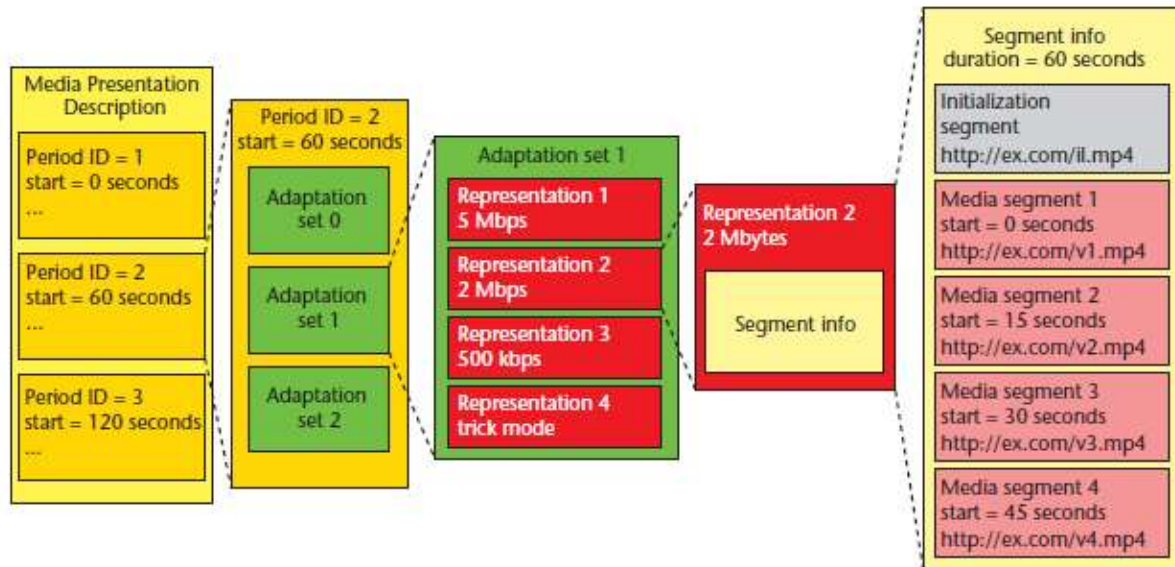 Media Presentation
Description
Period ID = 1
start = 0 seconds
...
Period ID = 2
start = 60 seconds
...
Period ID = 3
start = 120 seconds
...
Period ID = 2
start = 60 seconds
Adaptation
set 0
Adaptation
set 1
Adaptation
set 2
Adaptation set 1
Representation 1
5 Mbps
Representation 2
2 Mbps
Representation 3
500 kbps
Representation 4
trick mode
Representation 2
2 Mbytes
Segment info
Segment info
duration = 60 seconds
Initialization
segment
http://ex.com/il.mp4
Media segment 1
start = 0 seconds
http://ex.com/v1.mp4
Media segment 2
start = 15 seconds
http://ex.com/v2.mp4
Media segment 3
start = 30 seconds
http://ex.com/v3.mp4
Media segment 4
start = 45 seconds
http://ex.com/v4.mp4